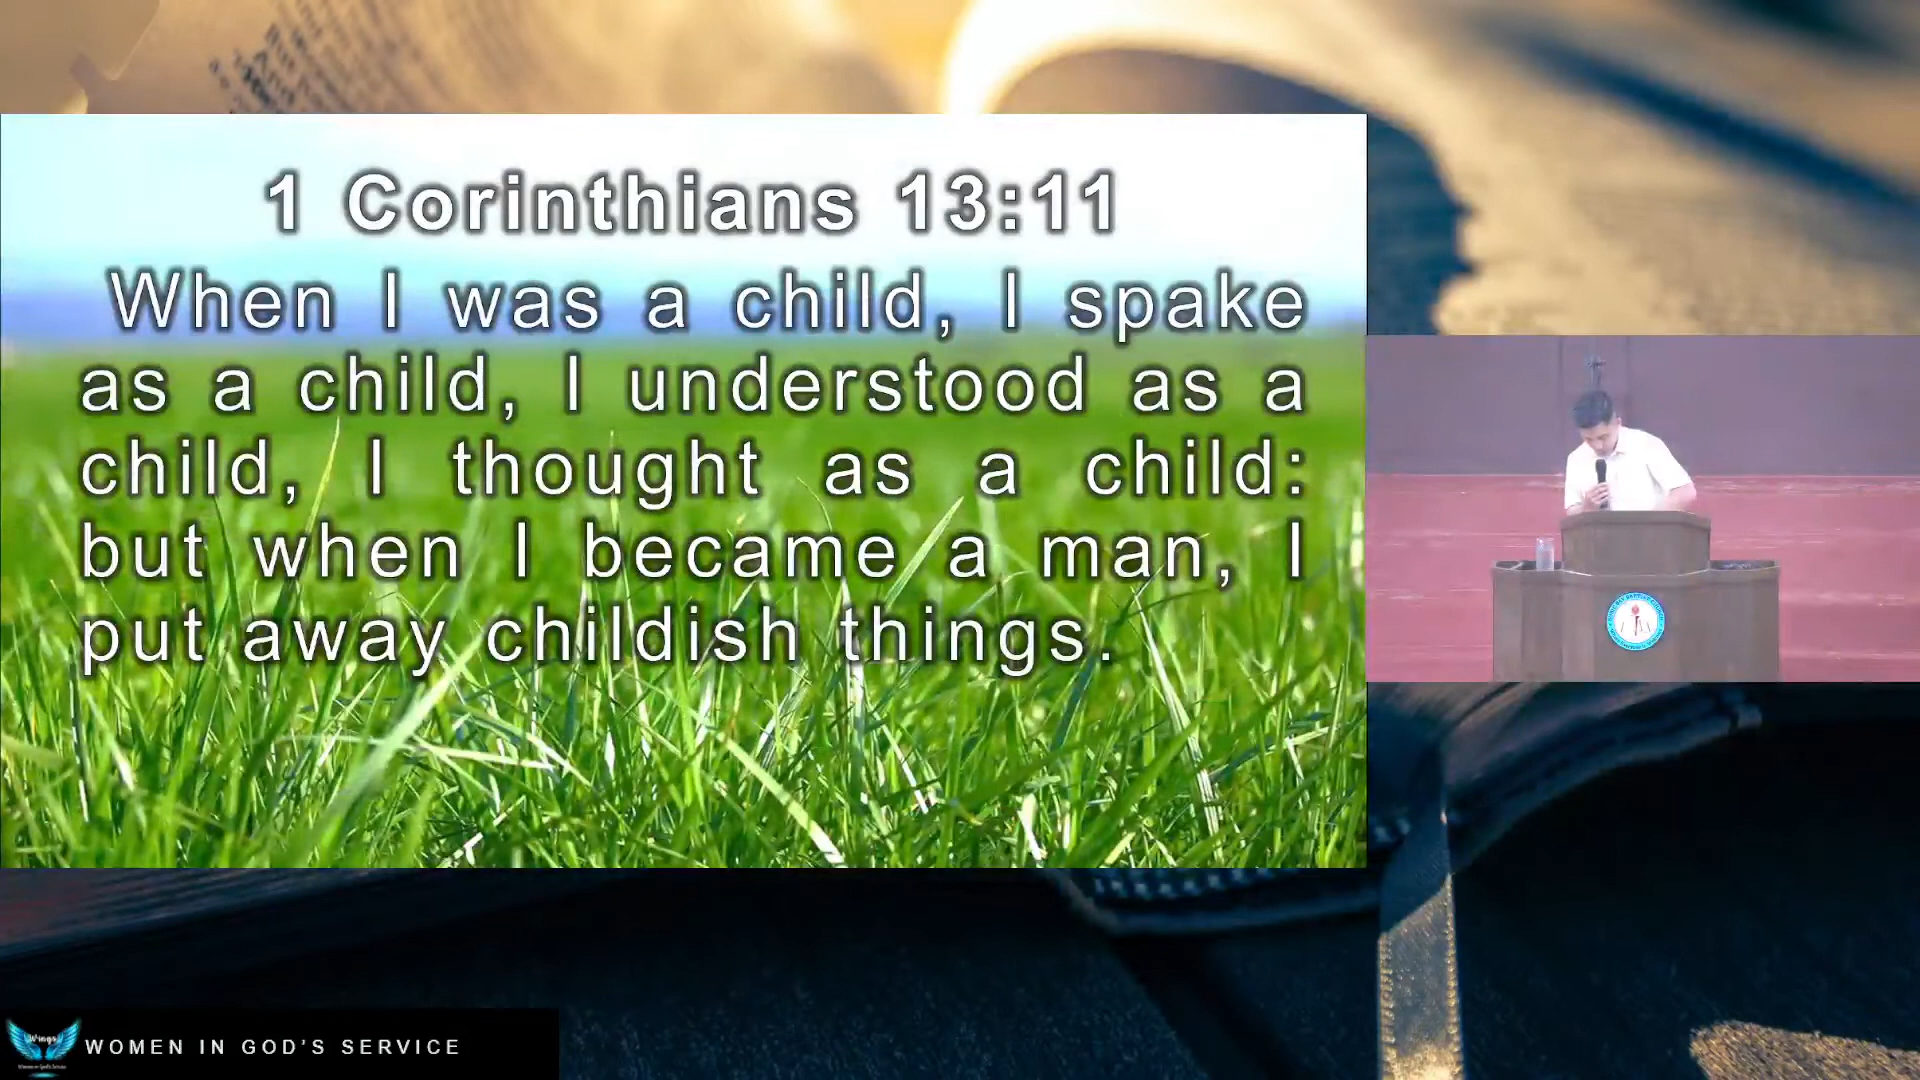 1 Corinthians 13:11
When I was a child, I spake
as a child, I understood as a
child, I thought as a child:
but when I became a man, I
put away childish things.
Wings
WOMEN IN GOD'S SERVICE